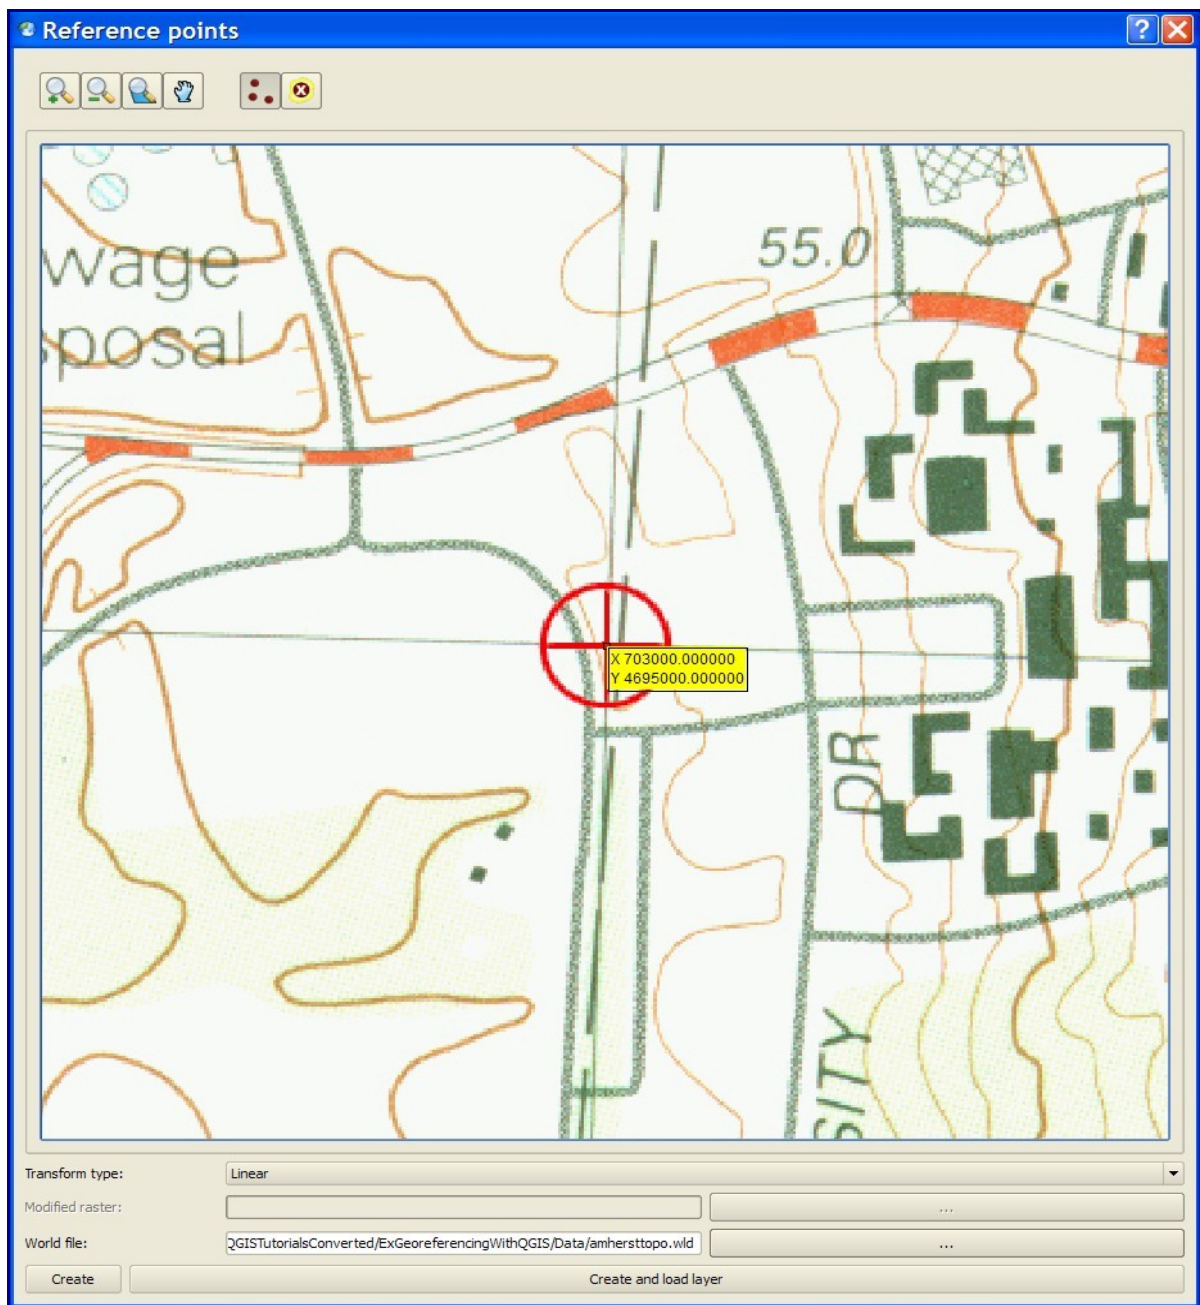 Reference points
wage
sposal
55.0
X 703000.000000
Y 4695000.000000
DR
SITY
Transform type:
Linear
Modified raster:
...
World file:
QGISTutorialsConverted/ExGeoreferencingWithQGIS/Data/amhersttopo.wld
...
Create
Create and load layer